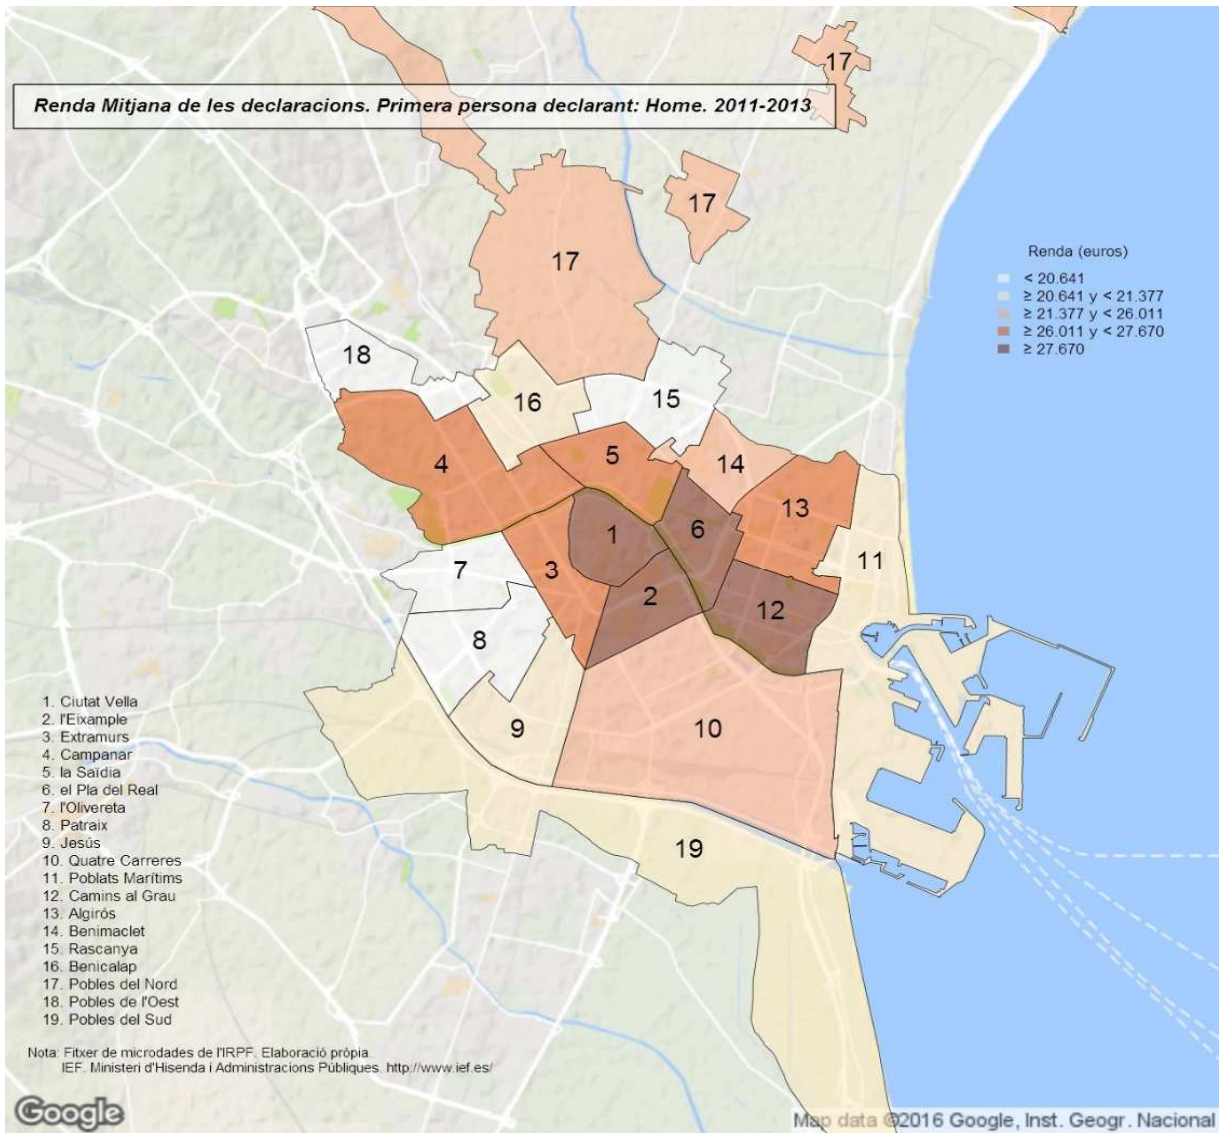 Renda Mitjana de les declaracions. Primera persona declarant: Home. 2011-2013
17
17
17
Renda (euros)
< 20.641
≥ 20.641 y < 21.377
≥ 21.377 y < 26.011
≥ 26.011 y < 27.670
≥ 27.670
18
16
15
4
5
14
13
1
6
11
7
3
2
12
8
9
10
19
1. Ciutat Vella
2. l'Eixample
3. Extramurs
4. Campanar
5. la Saïdia
6. el Pla del Real
7. l'Olivereta
8. Patraix
9. Jesús
10. Quatre Carreres
11. Poblats Marítims
12. Camins al Grau
13. Algirós
14. Benimaclet
15. Rascanya
16. Benicalap
17. Pobles del Nord
18. Pobles de l'Oest
19. Pobles del Sud
Nota: Fitxer de microdades de l'IRPF. Elaboració pròpia.
IEF. Ministeri d'Hisenda i Administracions Públiques. http://www.ief.es/
Google
Map data ©2016 Google, Inst. Geogr. Nacional